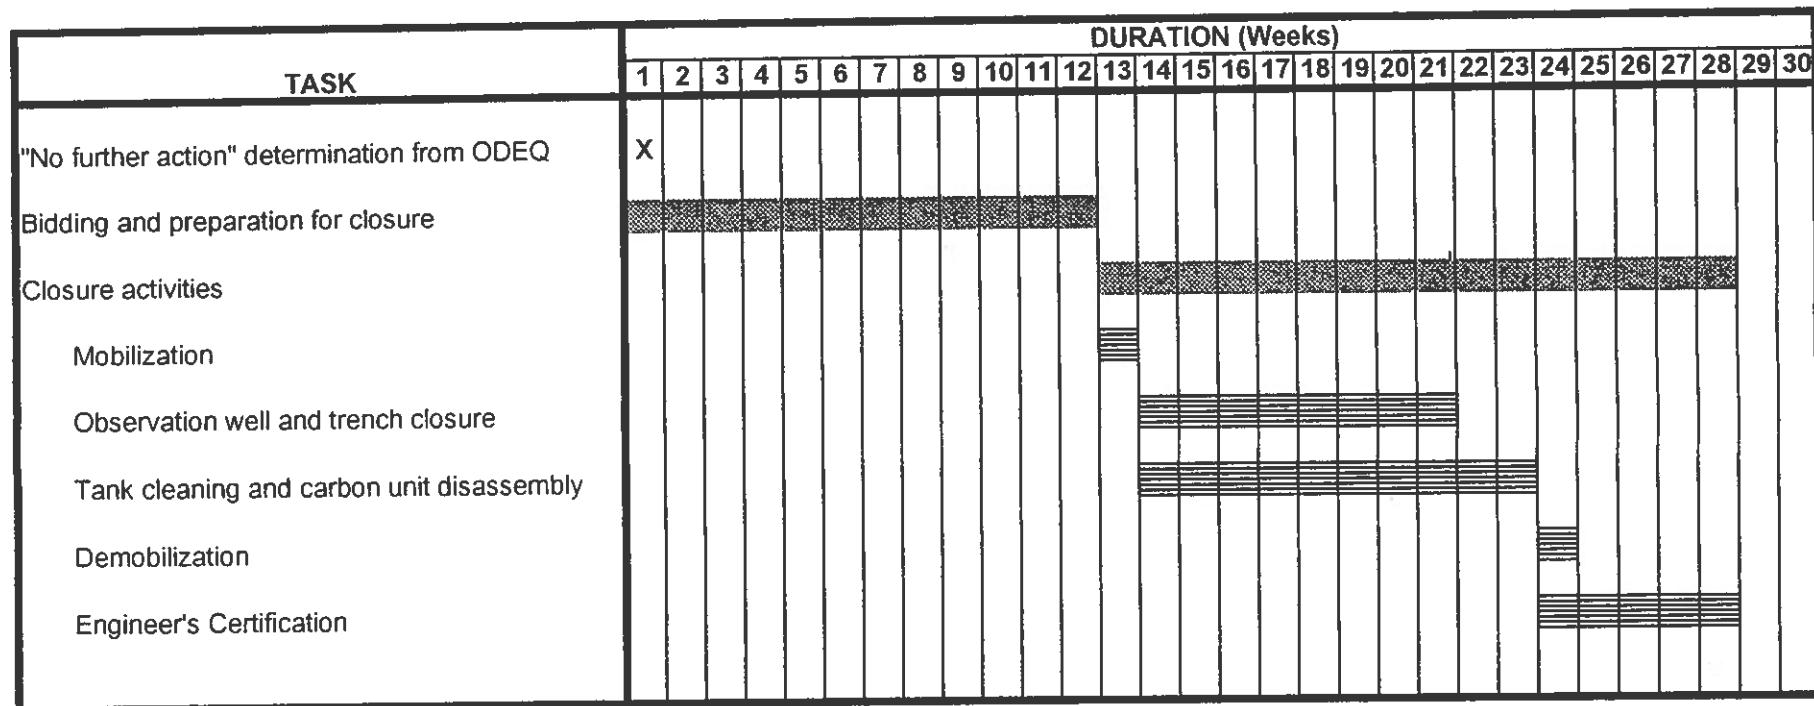 DURATION (Weeks)
TASK 1 2 3 4 5 6 7 8 9 10 11 12 13 14 15 16 17 18 19 20 21 22 23 24 25 26 27 28 29 30
"No further action" determination from ODEQ X
Bidding and preparation for closure
Closure activities
Mobilization
Observation well and trench closure
Tank cleaning and carbon unit disassembly
Demobilization
Engineer's Certification